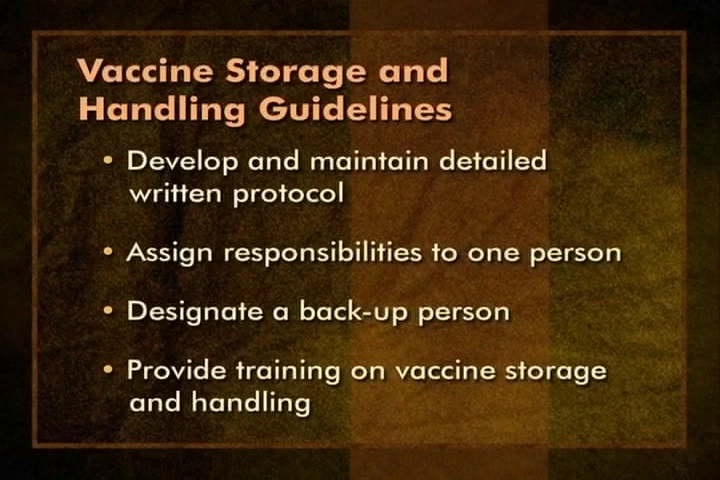 Vaccine Storage and
Handling Guidelines
• Develop and maintain detailed
written protocol
• Assign responsibilities to one person
• Designate a back-up person
• Provide training on vaccine storage
and handling